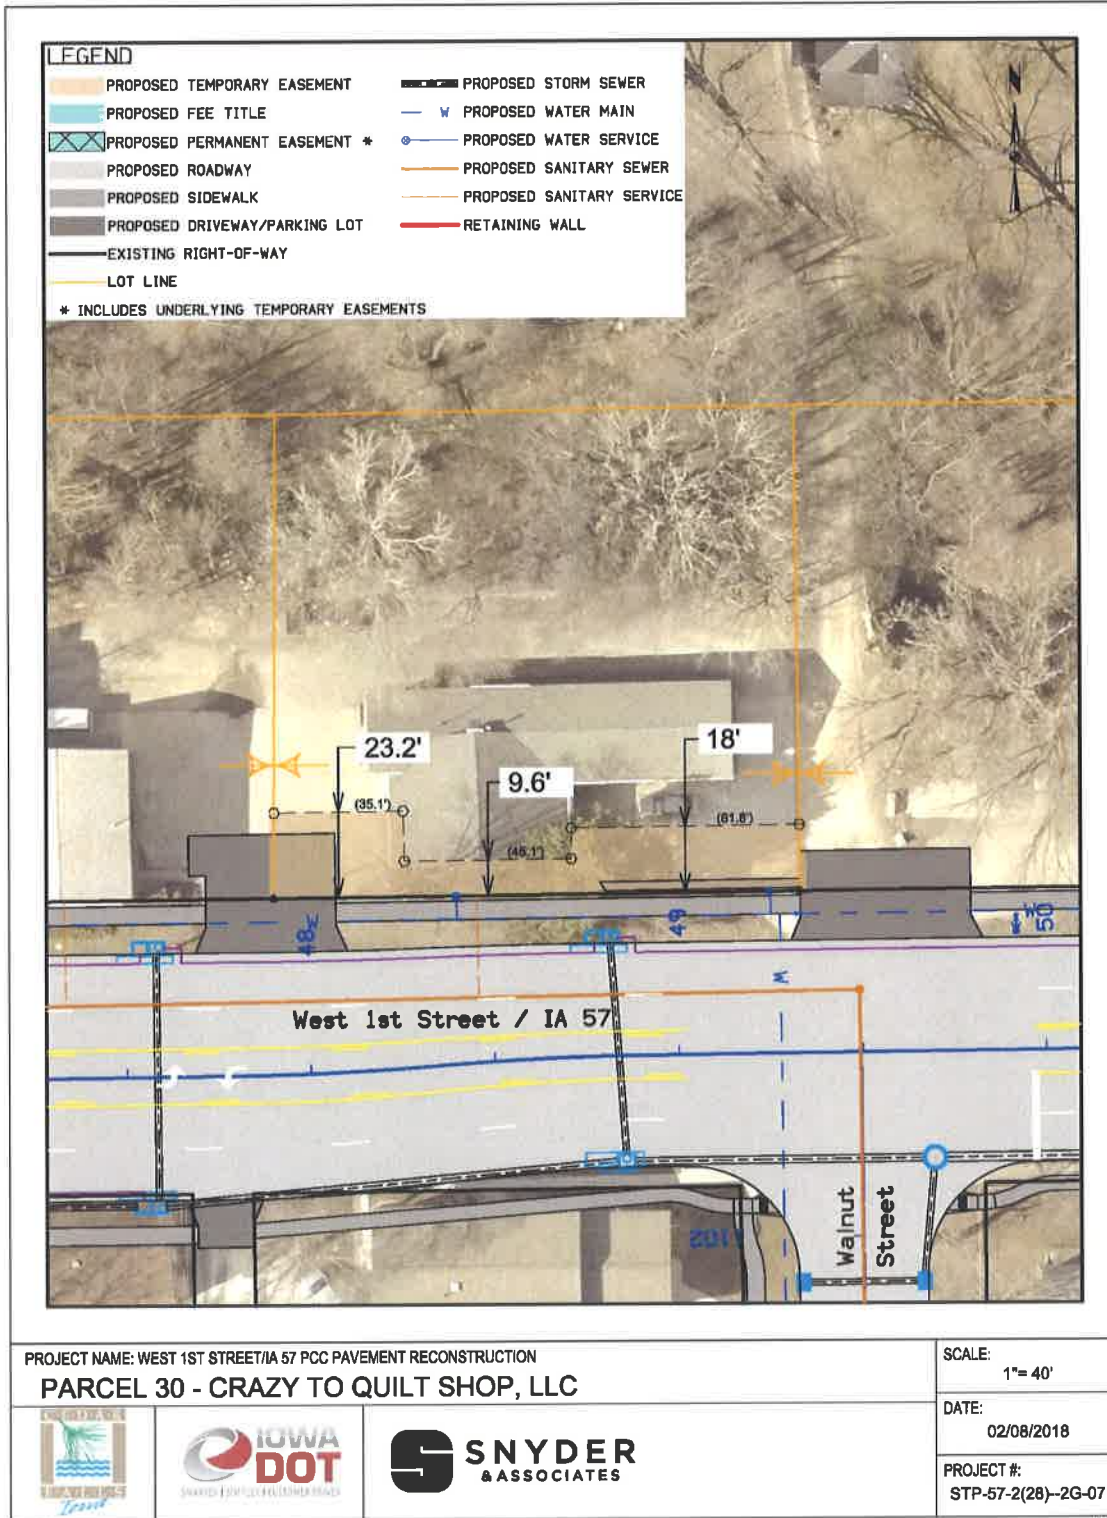 LEGEND
PROPOSED TEMPORARY EASEMENT
PROPOSED FEE TITLE
PROPOSED PERMANENT EASEMENT *
PROPOSED ROADWAY
PROPOSED SIDEWALK
PROPOSED DRIVEWAY/PARKING LOT
EXISTING RIGHT-OF-WAY
LOT LINE
* INCLUDES UNDERLYING TEMPORARY EASEMENTS
PROPOSED STORM SEWER
W PROPOSED WATER MAIN
PROPOSED WATER SERVICE
PROPOSED SANITARY SEWER
PROPOSED SANITARY SERVICE
RETAINING WALL
N
23.2'
18'
9.6'
(35.1')
(61.8')
(45.1')
48
W
49
W
50
W
West 1st Street / IA 57
Walnut
Street
PROJECT NAME: WEST 1ST STREET/IA 57 PCC PAVEMENT RECONSTRUCTION
PARCEL 30 - CRAZY TO QUILT SHOP, LLC
SCALE:
1"= 40'
DATE:
02/08/2018
PROJECT #:
STP-57-2(28)--2G-07
IOWA
DOT
SNYDER
& ASSOCIATES